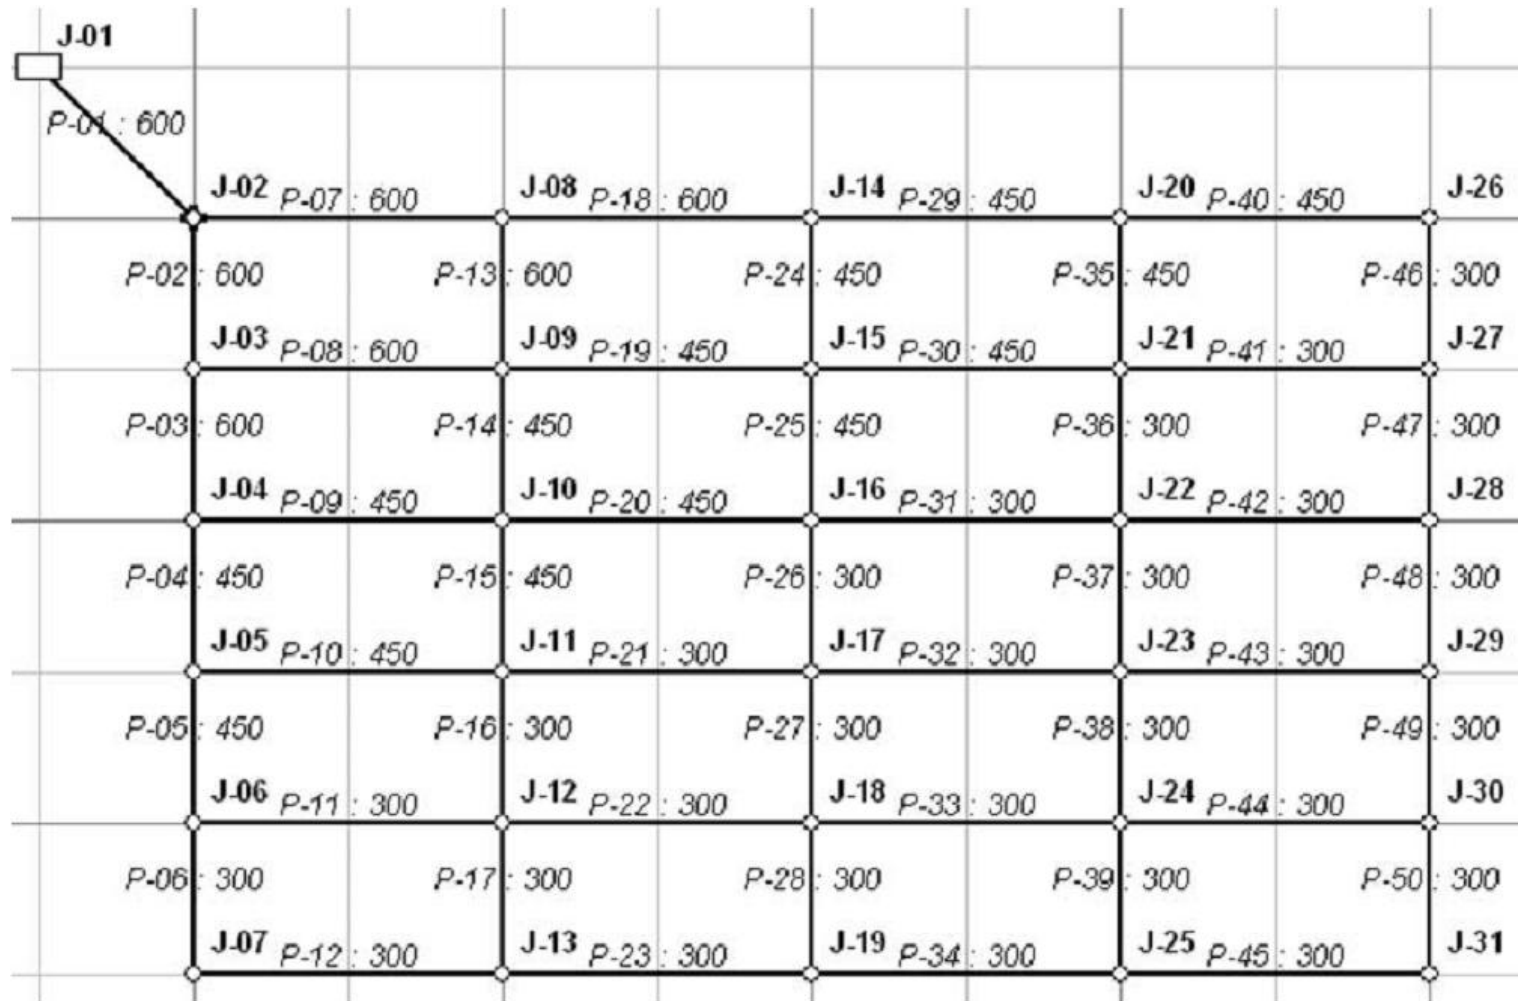 J-01
P-01 : 600
J-02 P-07 : 600 J-08 P-18 : 600 J-14 P-29 : 450 J-20 P-40 : 450 J-26
P-02 : 600 P-13 : 600 P-24 : 450 P-35 : 450 P-46 : 300
J-03 P-08 : 600 J-09 P-19 : 450 J-15 P-30 : 450 J-21 P-41 : 300 J-27
P-03 : 600 P-14 : 450 P-25 : 450 P-36 : 300 P-47 : 300
J-04 P-09 : 450 J-10 P-20 : 450 J-16 P-31 : 300 J-22 P-42 : 300 J-28
P-04 : 450 P-15 : 450 P-26 : 300 P-37 : 300 P-48 : 300
J-05 P-10 : 450 J-11 P-21 : 300 J-17 P-32 : 300 J-23 P-43 : 300 J-29
P-05 : 450 P-16 : 300 P-27 : 300 P-38 : 300 P-49 : 300
J-06 P-11 : 300 J-12 P-22 : 300 J-18 P-33 : 300 J-24 P-44 : 300 J-30
P-06 : 300 P-17 : 300 P-28 : 300 P-39 : 300 P-50 : 300
J-07 P-12 : 300 J-13 P-23 : 300 J-19 P-34 : 300 J-25 P-45 : 300 J-31